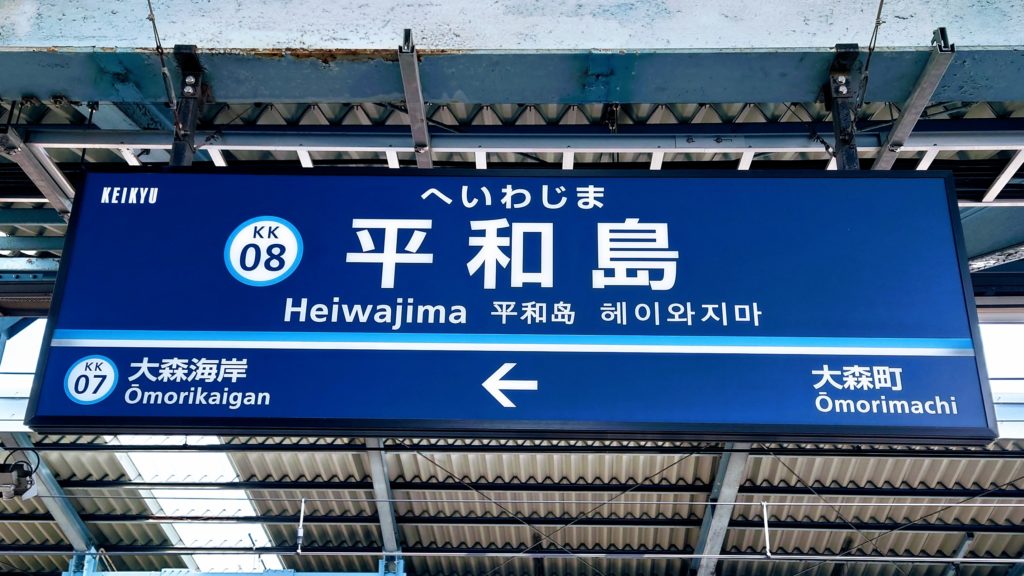 KEIKYU
へいわじま
KK
08
平和島
Heiwajima 平和岛 헤이와지마
KK
07
大森海岸
Ōmorikaigan
←
大森町
Ōmorimachi